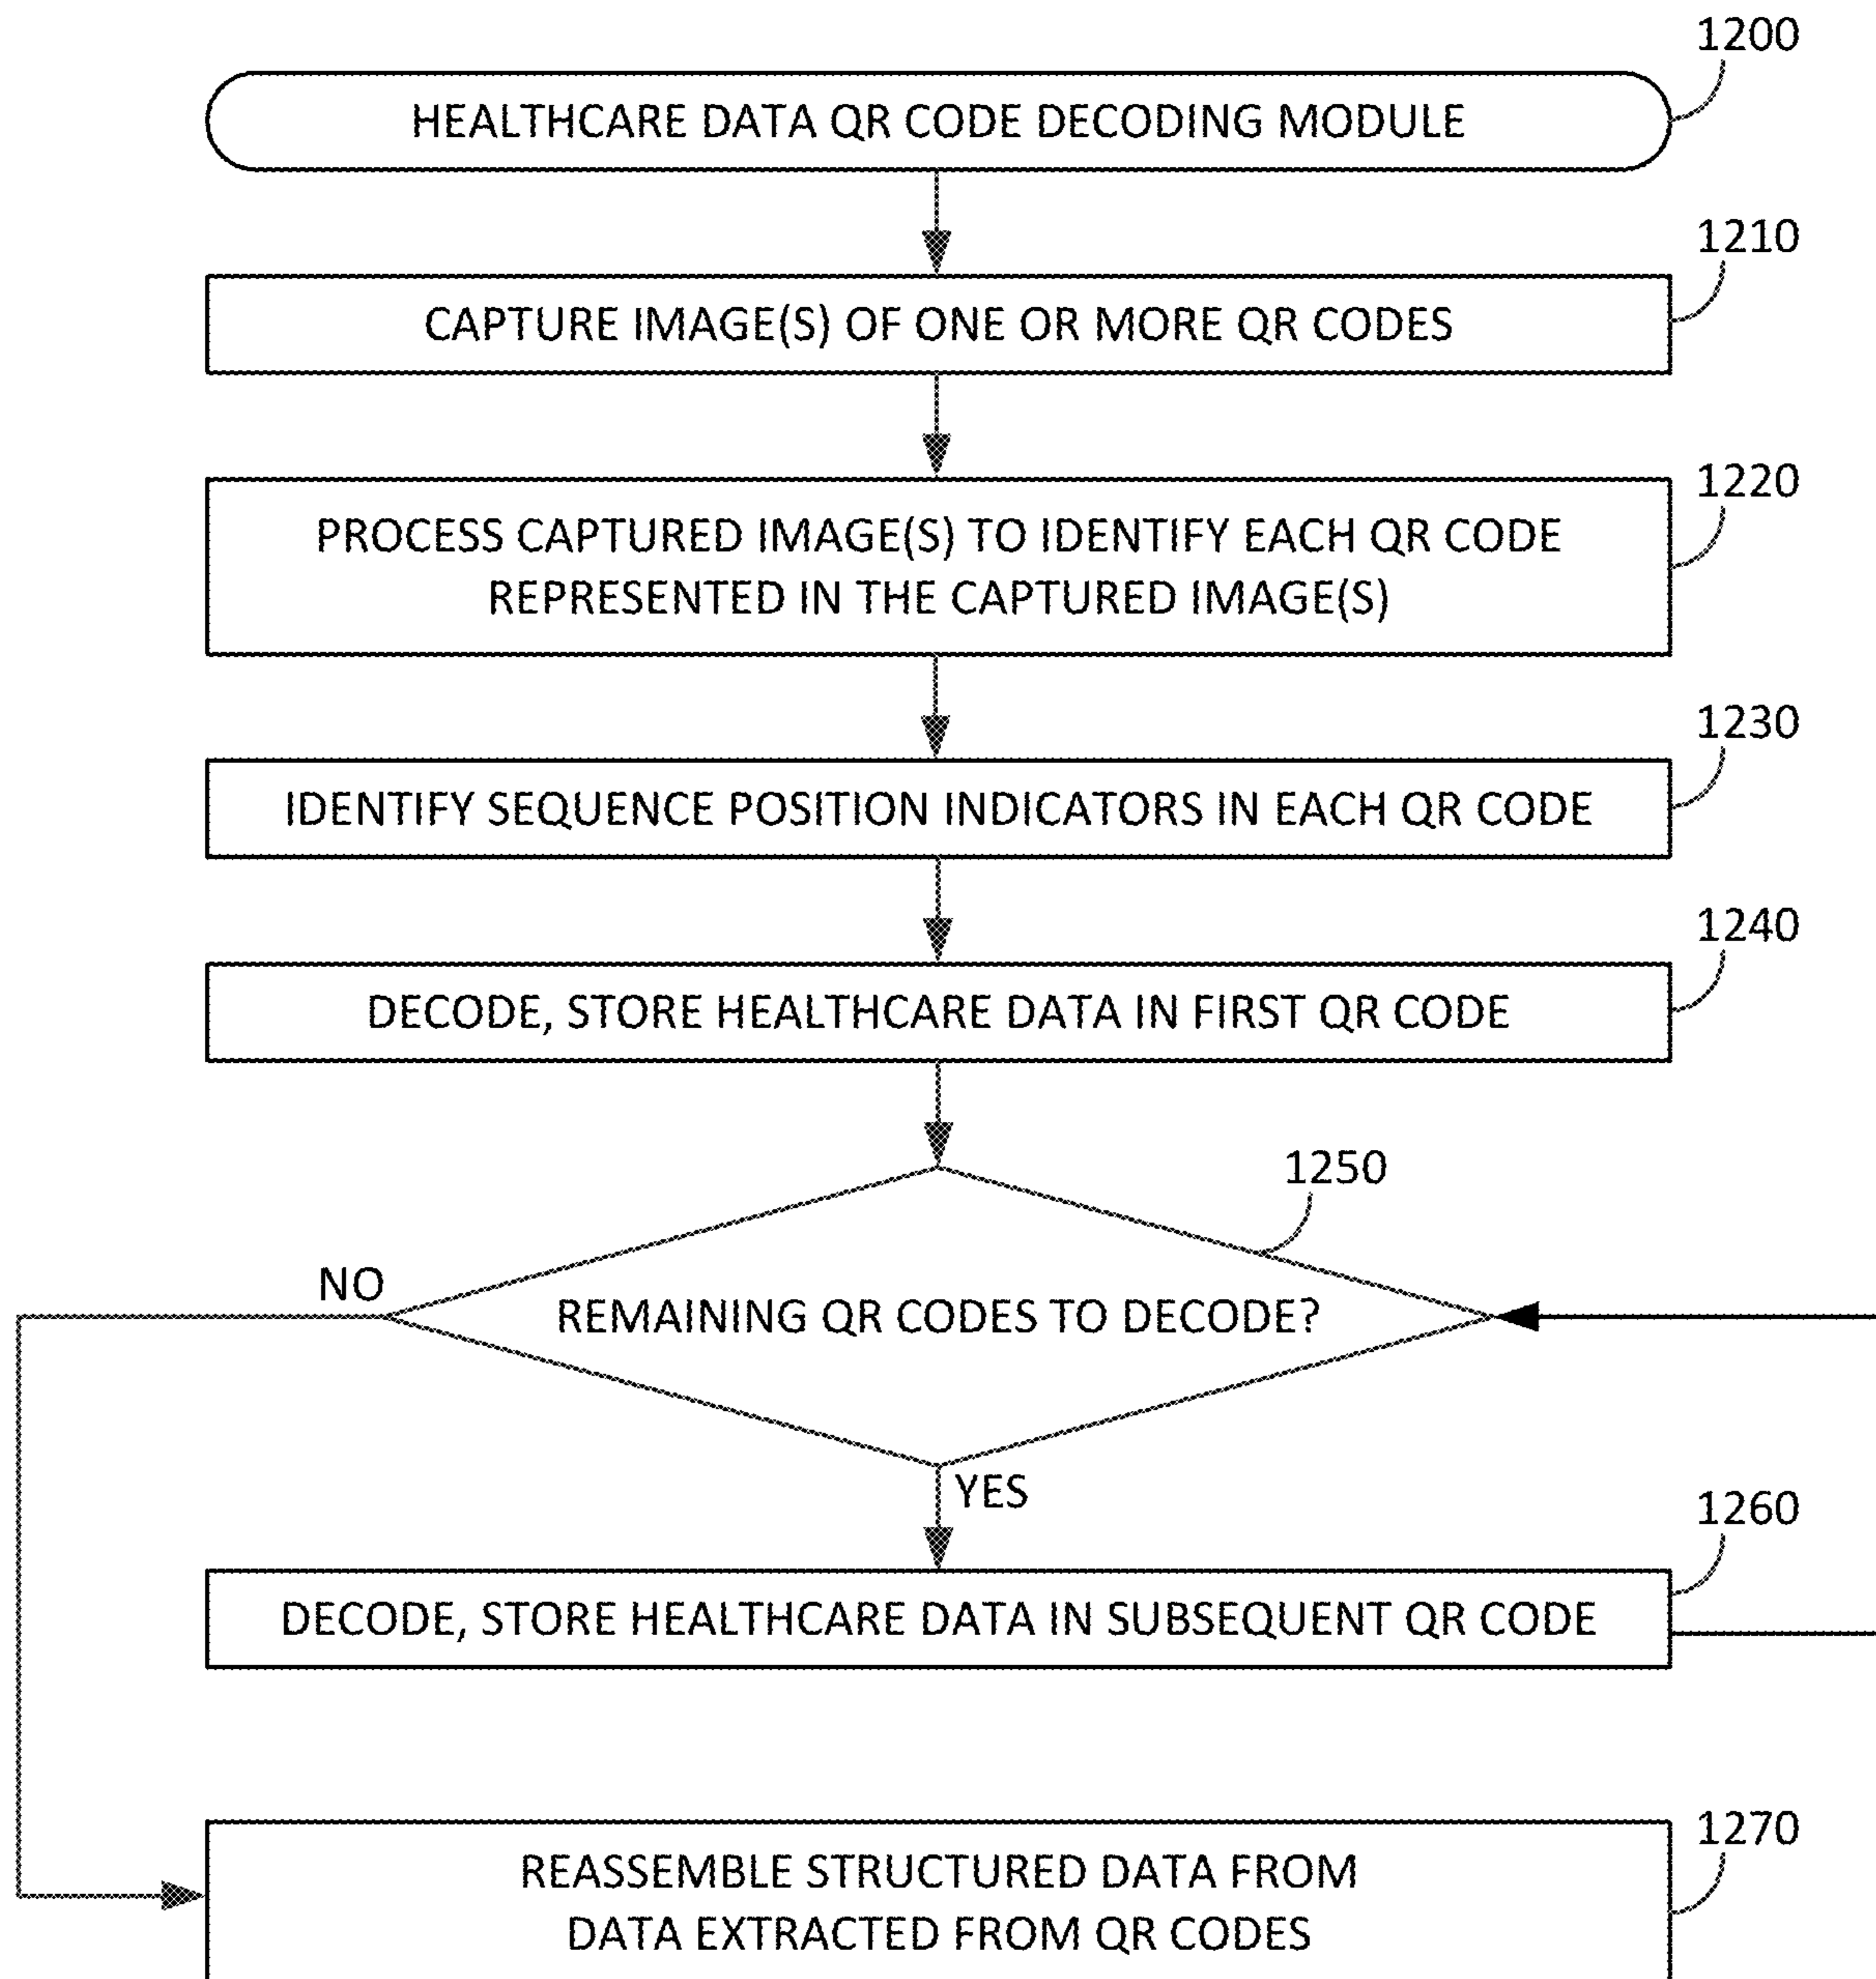 1200
HEALTHCARE DATA QR CODE DECODING MODULE
1210
CAPTURE IMAGE(S) OF ONE OR MORE QR CODES
1220
PROCESS CAPTURED IMAGE(S) TO IDENTIFY EACH QR CODE
REPRESENTED IN THE CAPTURED IMAGE(S)
1230
IDENTIFY SEQUENCE POSITION INDICATORS IN EACH QR CODE
1240
DECODE, STORE HEALTHCARE DATA IN FIRST QR CODE
1250
NO
REMAINING QR CODES TO DECODE?
YES
1260
DECODE, STORE HEALTHCARE DATA IN SUBSEQUENT QR CODE
1270
REASSEMBLE STRUCTURED DATA FROM
DATA EXTRACTED FROM QR CODES